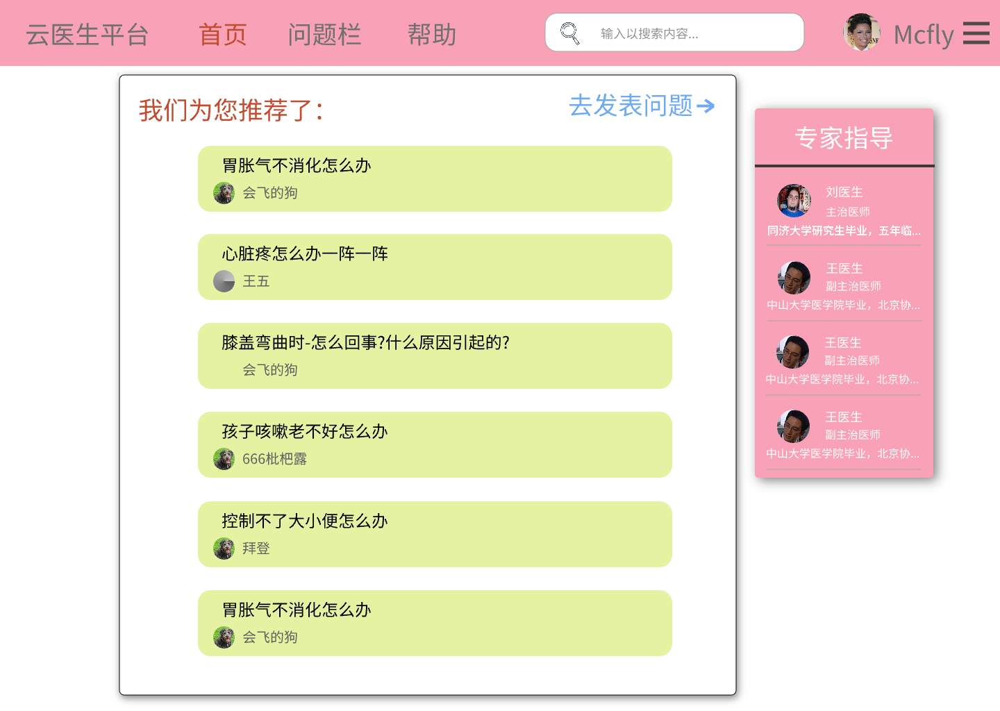 云医生平台
首页
问题栏
帮助
输入以搜索内容...
Mcfly
我们为您推荐了：
去发表问题
胃胀气不消化怎么办
会飞的狗
心脏疼怎么办一阵一阵
王五
膝盖弯曲时-怎么回事?什么原因引起的?
会飞的狗
孩子咳嗽老不好怎么办
666枇杷露
控制不了大小便怎么办
拜登
胃胀气不消化怎么办
会飞的狗
专家指导
刘医生
主治医师
同济大学研究生毕业，五年临...
王医生
副主治医师
中山大学医学院毕业，北京协...
王医生
副主治医师
中山大学医学院毕业，北京协...
王医生
副主治医师
中山大学医学院毕业，北京协...